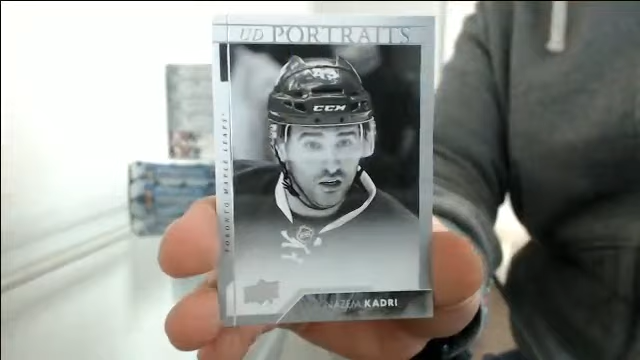 UD PORTRAITS
CCM
TORONTO MAPLE LEAFS
NAZEM KADRI